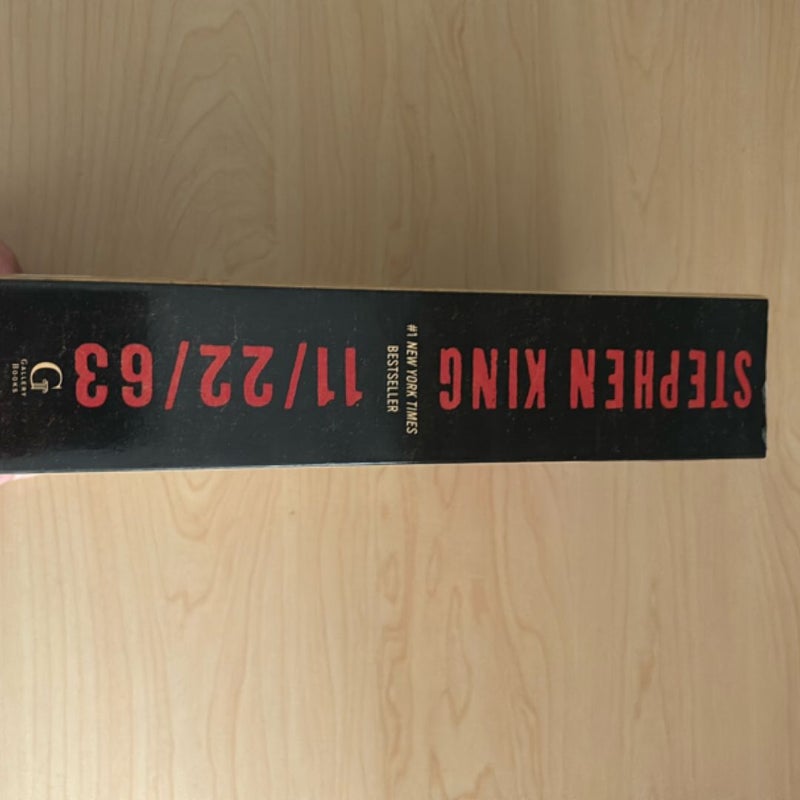 STEPHEN KING
#1 NEW YORK TIMES
BESTSELLER
11/22/63
G
GALLERY
BOOKS